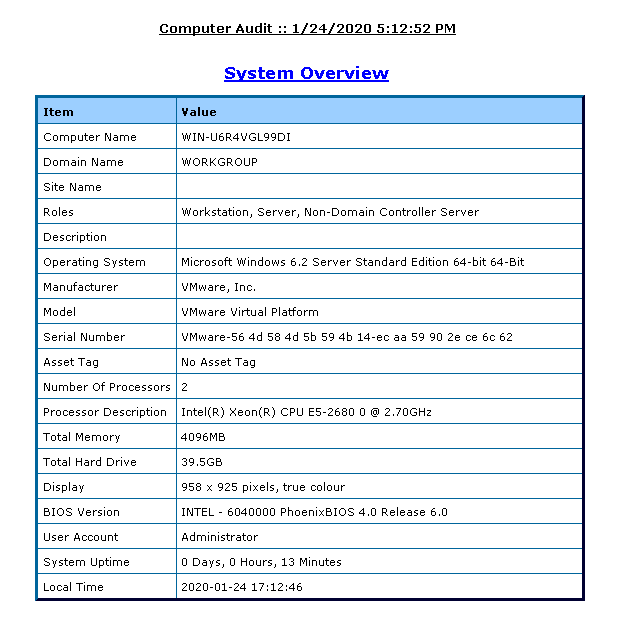 Computer Audit :: 1/24/2020 5:12:52 PM
System Overview
Item Value
Computer Name WIN-U6R4VGL99DI
Domain Name WORKGROUP
Site Name
Roles Workstation, Server, Non-Domain Controller Server
Description
Operating System Microsoft Windows 6.2 Server Standard Edition 64-bit 64-Bit
Manufacturer VMware, Inc.
Model VMware Virtual Platform
Serial Number VMware-56 4d 58 4d 5b 59 4b 14-ec aa 59 90 2e ce 6c 62
Asset Tag No Asset Tag
Number Of Processors 2
Processor Description Intel(R) Xeon(R) CPU E5-2680 0 @ 2.70GHz
Total Memory 4096MB
Total Hard Drive 39.5GB
Display 958 x 925 pixels, true colour
BIOS Version INTEL - 6040000 PhoenixBIOS 4.0 Release 6.0
User Account Administrator
System Uptime 0 Days, 0 Hours, 13 Minutes
Local Time 2020-01-24 17:12:46